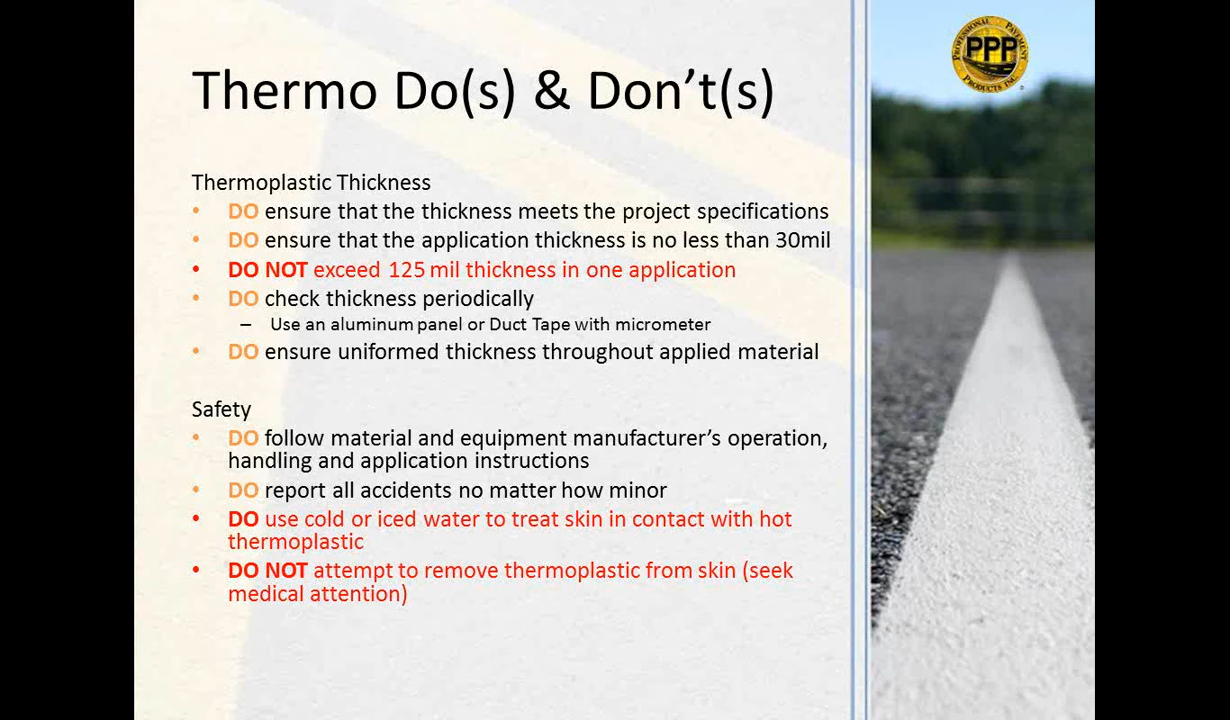 PROFESSIONAL PAVEMENT
PPP
PRODUCTS INC
Thermo Do(s) & Don't(s)
Thermoplastic Thickness
• DO ensure that the thickness meets the project specifications
• DO ensure that the application thickness is no less than 30mil
• DO NOT exceed 125 mil thickness in one application
• DO check thickness periodically
– Use an aluminum panel or Duct Tape with micrometer
• DO ensure uniformed thickness throughout applied material
Safety
• DO follow material and equipment manufacturer's operation,
handling and application instructions
• DO report all accidents no matter how minor
• DO use cold or iced water to treat skin in contact with hot
thermoplastic
• DO NOT attempt to remove thermoplastic from skin (seek
medical attention)